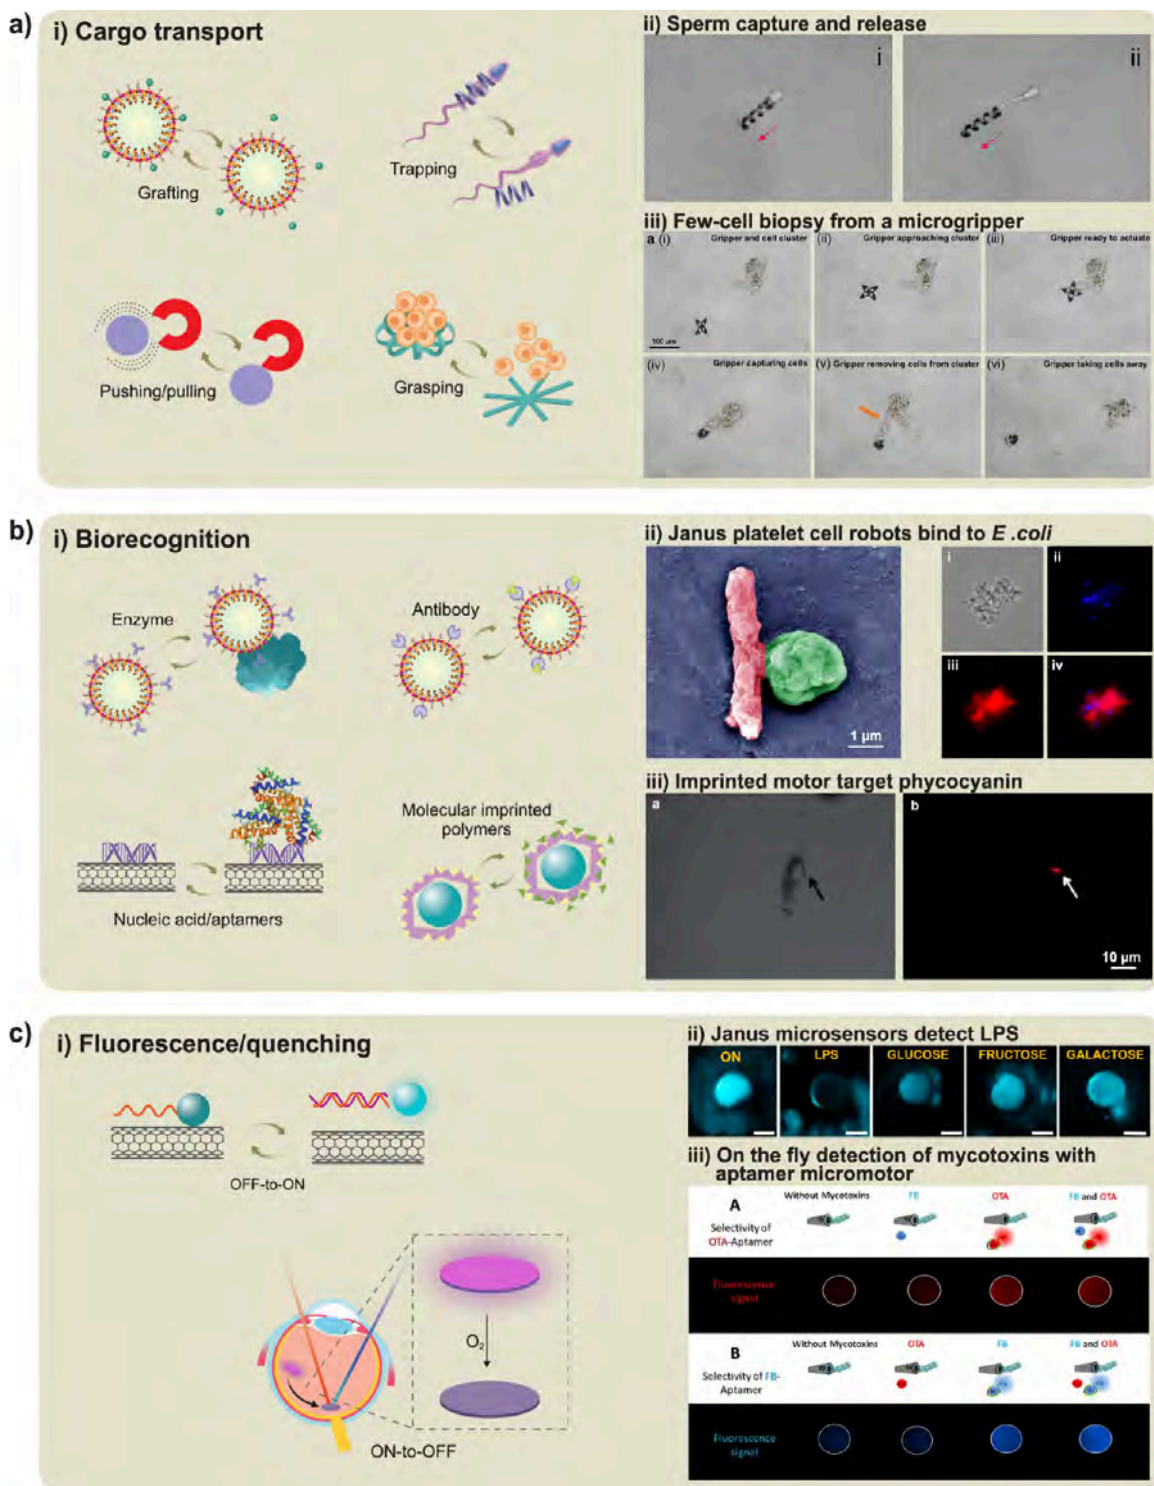 a)
i) Cargo transport
Grafting
Trapping
Pushing/pulling
Grasping
ii) Sperm capture and release
i
ii
iii) Few-cell biopsy from a microgripper
a (i) Gripper and cell cluster
(ii) Gripper approaching cluster
(iii) Gripper ready to actuate
100 µm
(iv) Gripper capturing cells
(v) Gripper removing cells from cluster
(vi) Gripper taking cells away
b)
i) Biorecognition
Enzyme
Antibody
Nucleic acid/aptamers
Molecular imprinted
polymers
ii) Janus platelet cell robots bind to E .coli
1 µm
i
ii
iii
iv
iii) Imprinted motor target phycocyanin
a
b
10 µm
c)
i) Fluorescence/quenching
OFF-to-ON
O2
ON-to-OFF
ii) Janus microsensors detect LPS
ON
LPS
GLUCOSE
FRUCTOSE
GALACTOSE
iii) On the fly detection of mycotoxins with
aptamer micromotor
A
Selectivity of
OTA-Aptamer
Without Mycotoxins
FB
OTA
FB and OTA
Fluorescence
signal
B
Selectivity of FB-
Aptamer
Without Mycotoxins
OTA
FB
FB and OTA
Fluorescence
signal